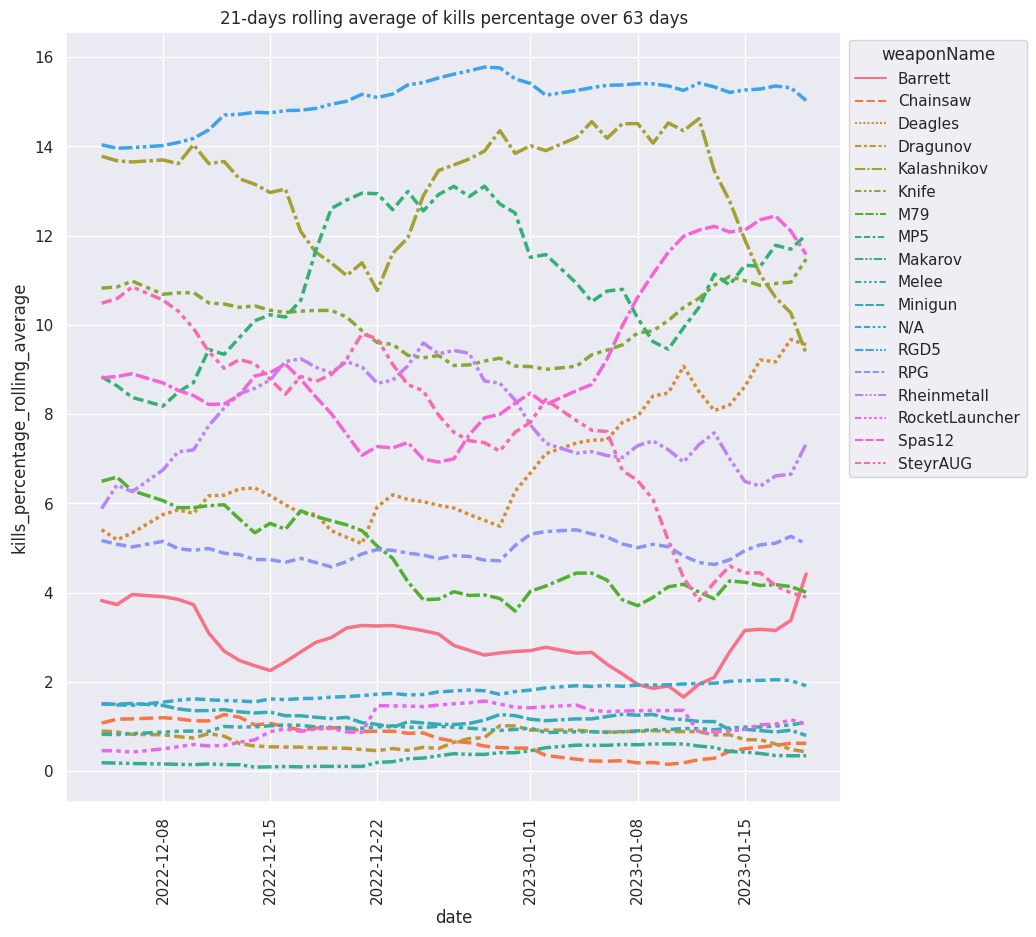 21-days rolling average of kills percentage over 63 days
kills_percentage_rolling_average
16
14
12
10
8
6
4
2
0
2022-12-08
2022-12-15
2022-12-22
2023-01-01
2023-01-08
2023-01-15
date
weaponName
Barrett
Chainsaw
Deagles
Dragunov
Kalashnikov
Knife
M79
MP5
Makarov
Melee
Minigun
N/A
RGD5
RPG
Rheinmetall
RocketLauncher
Spas12
SteyrAUG